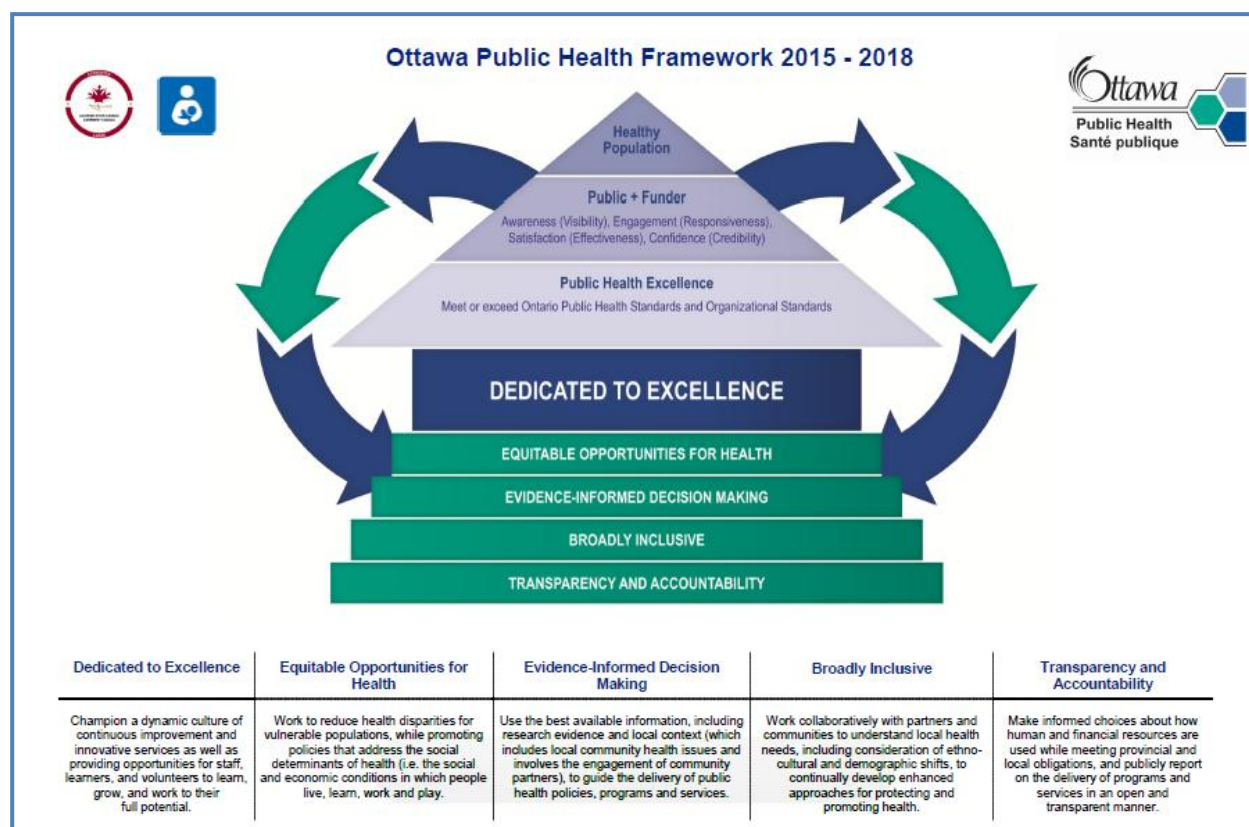 Ottawa Public Health Framework 2015 - 2018
Ottawa
Public Health
Santé publique
Healthy
Population
Public + Funder
Awareness (Visibility), Engagement (Responsiveness),
Satisfaction (Effectiveness), Confidence (Credibility)
Public Health Excellence
Meet or exceed Ontario Public Health Standards and Organizational Standards
DEDICATED TO EXCELLENCE
EQUITABLE OPPORTUNITIES FOR HEALTH
EVIDENCE-INFORMED DECISION MAKING
BROADLY INCLUSIVE
TRANSPARENCY AND ACCOUNTABILITY
Dedicated to Excellence
Champion a dynamic culture of
continuous improvement and
innovative services as well as
providing opportunities for staff,
learners, and volunteers to learn,
grow, and work to their
full potential.
Equitable Opportunities for
Health
Work to reduce health disparities for
vulnerable populations, while promoting
policies that address the social
determinants of health (i.e. the social
and economic conditions in which people
live, learn, work and play.
Evidence-Informed Decision
Making
Use the best available information, including
research evidence and local context (which
includes local community health issues and
involves the engagement of community
partners), to guide the delivery of public
health policies, programs and services.
Broadly Inclusive
Work collaboratively with partners and
communities to understand local health
needs, including consideration of ethno-
cultural and demographic shifts, to
continually develop enhanced
approaches for protecting and
promoting health.
Transparency and
Accountability
Make informed choices about how
human and financial resources are
used while meeting provincial and
local obligations, and publicly report
on the delivery of programs and
services in an open and
transparent manner.